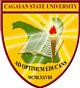 CAGAYAN STATE UNIVERSITY
AD OPTIMUM EDUCANS
MCMLXXVIII